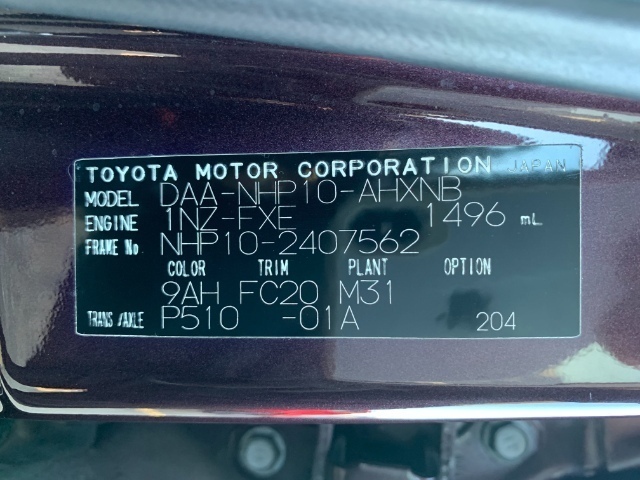 TOYOTA MOTOR CORPORATION JAPAN
MODEL DAA-NHP10-AHXNB
ENGINE 1NZ-FXE 1496 mL
FRAME No. NHP10-2407562
COLOR TRIM PLANT OPTION
9AH FC20 M31
TRANS/AXLE P510 -01A 204